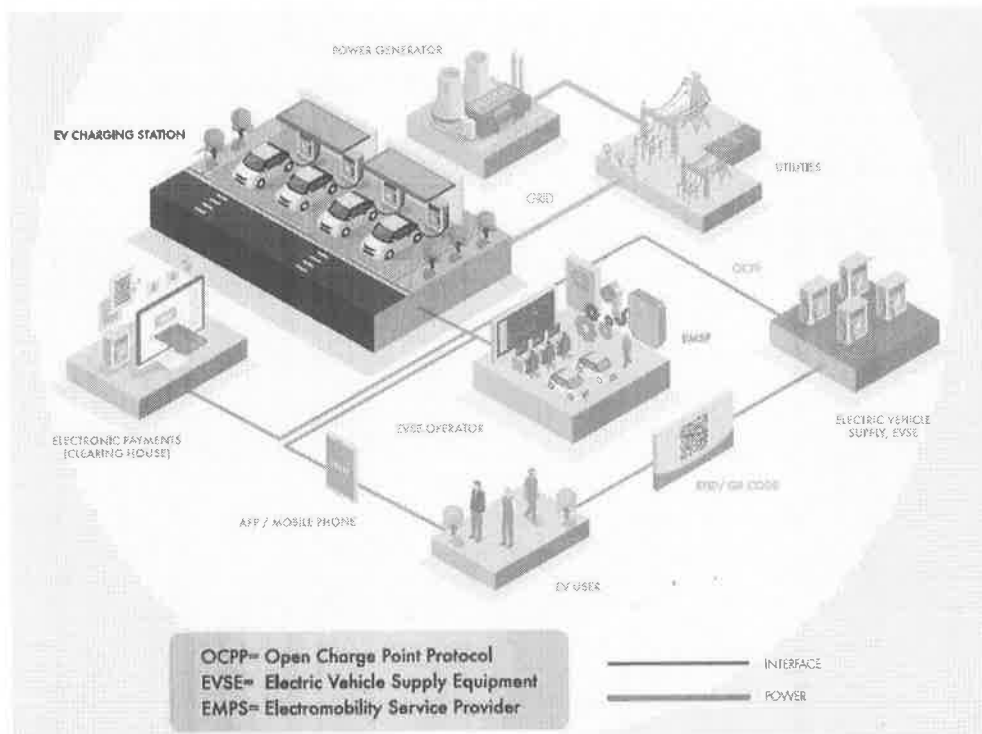 POWER GENERATOR
EV CHARGING STATION
UTILITIES
GRID
OCPP
EMSP
ELECTRONIC PAYMENTS
(CLEARING HOUSE)
EVSE OPERATOR
ELECTRIC VEHICLE
SUPPLY, EVSE
RFID/ QR CODE
APP / MOBILE PHONE
EV USER
OCPP= Open Charge Point Protocol
EVSE= Electric Vehicle Supply Equipment
EMPS= Electromobility Service Provider
INTERFACE
POWER